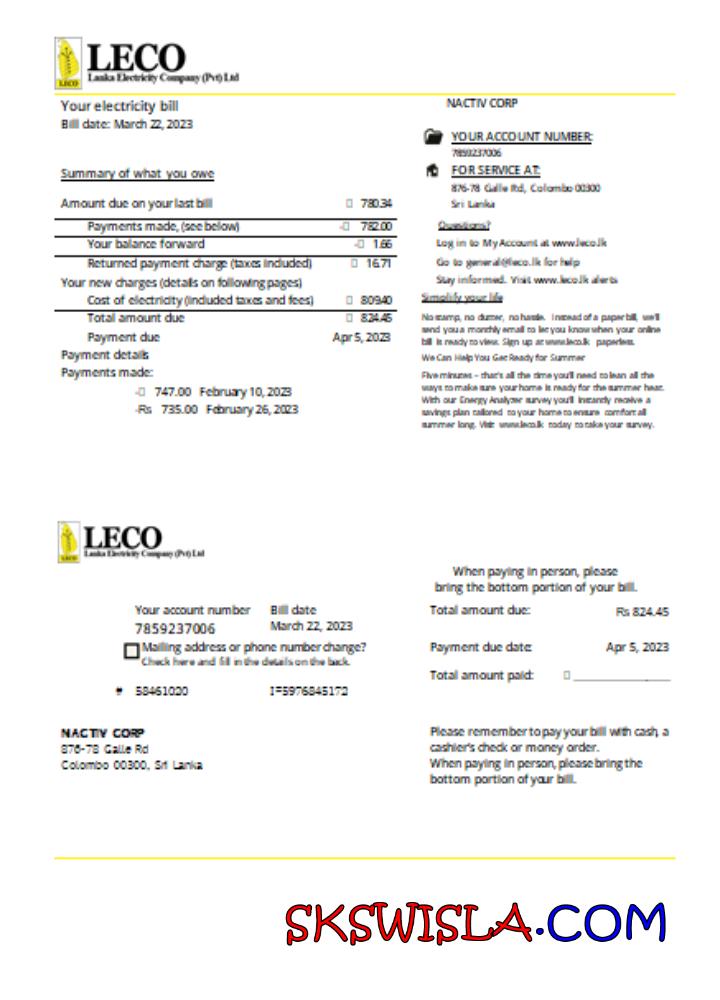 LECO
LECO
Lanka Electricity Company (Pvt) Ltd
Your electricity bill
Bill date: March 22, 2023
Summary of what you owe
Amount due on your last bill 780.34
Payments made, (see below) - 782.00
Your balance forward - 1.66
Returned payment charge (taxes included) 16.71
Your new charges (details on following pages)
Cost of electricity (included taxes and fees) 809.40
Total amount due 824.45
Payment due Apr 5, 2023
Payment details
Payments made:
- 747.00 February 10, 2023
-Rs 735.00 February 26, 2023
NACTIV CORP
YOUR ACCOUNT NUMBER:
7859237006
FOR SERVICE AT:
876-78 Galle Rd, Colombo 00300
Sri Lanka
Questions?
Log in to My Account at www.leco.lk
Go to general@leco.lk for help
Stay informed. Visit www.leco.lk alerts
Simplify your life
No stamp, no clutter, no hassle. Instead of a paper bill, we'll
send you a monthly email to let you know when your online
bill is ready to view. Sign up at www.leco.lk paperless.
We Can Help You Get Ready for Summer
Five minutes – that's all the time you'll need to lean all the
ways to make sure your home is ready for the summer heat.
With our Energy Analyzer survey you'll instantly receive a
savings plan tailored to your home to ensure comfort all
summer long. Visit www.leco.lk today to take your survey.
LECO
LECO
Lanka Electricity Company (Pvt) Ltd
Your account number Bill date
7859237006 March 22, 2023
Mailing address or phone number change?
Check here and fill in the details on the back.
# 58461020 1=5976845172
NACTIV CORP
876-78 Galle Rd
Colombo 00300, Sri Lanka
When paying in person, please
bring the bottom portion of your bill.
Total amount due: Rs 824.45
Payment due date: Apr 5, 2023
Total amount paid:
Please remember to pay your bill with cash, a
cashier's check or money order.
When paying in person, please bring the
bottom portion of your bill.
SKSWISLA.COM